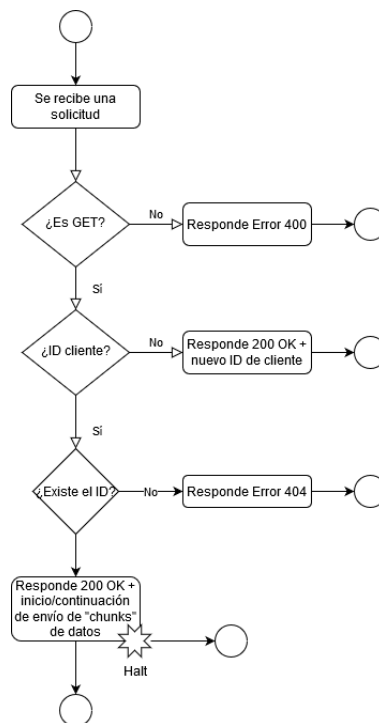 Se recibe una
solicitud
¿Es GET?
No
Responde Error 400
Sí
¿ID cliente?
No
Responde 200 OK +
nuevo ID de cliente
Sí
¿Existe el ID?
No
Responde Error 404
Responde 200 OK +
inicio/continuación
de envío de "chunks"
de datos
Halt